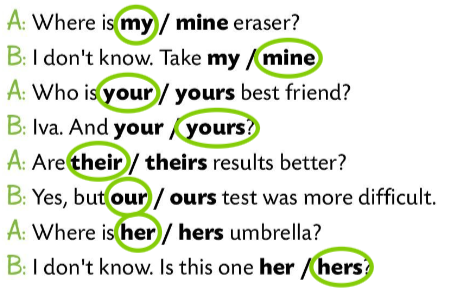 A: Where is my / mine eraser?
B: I don't know. Take my / mine
A: Who is your / yours best friend?
B: Iva. And your / yours?
A: Are their / theirs results better?
B: Yes, but our / ours test was more difficult.
A: Where is her / hers umbrella?
B: I don't know. Is this one her / hers?